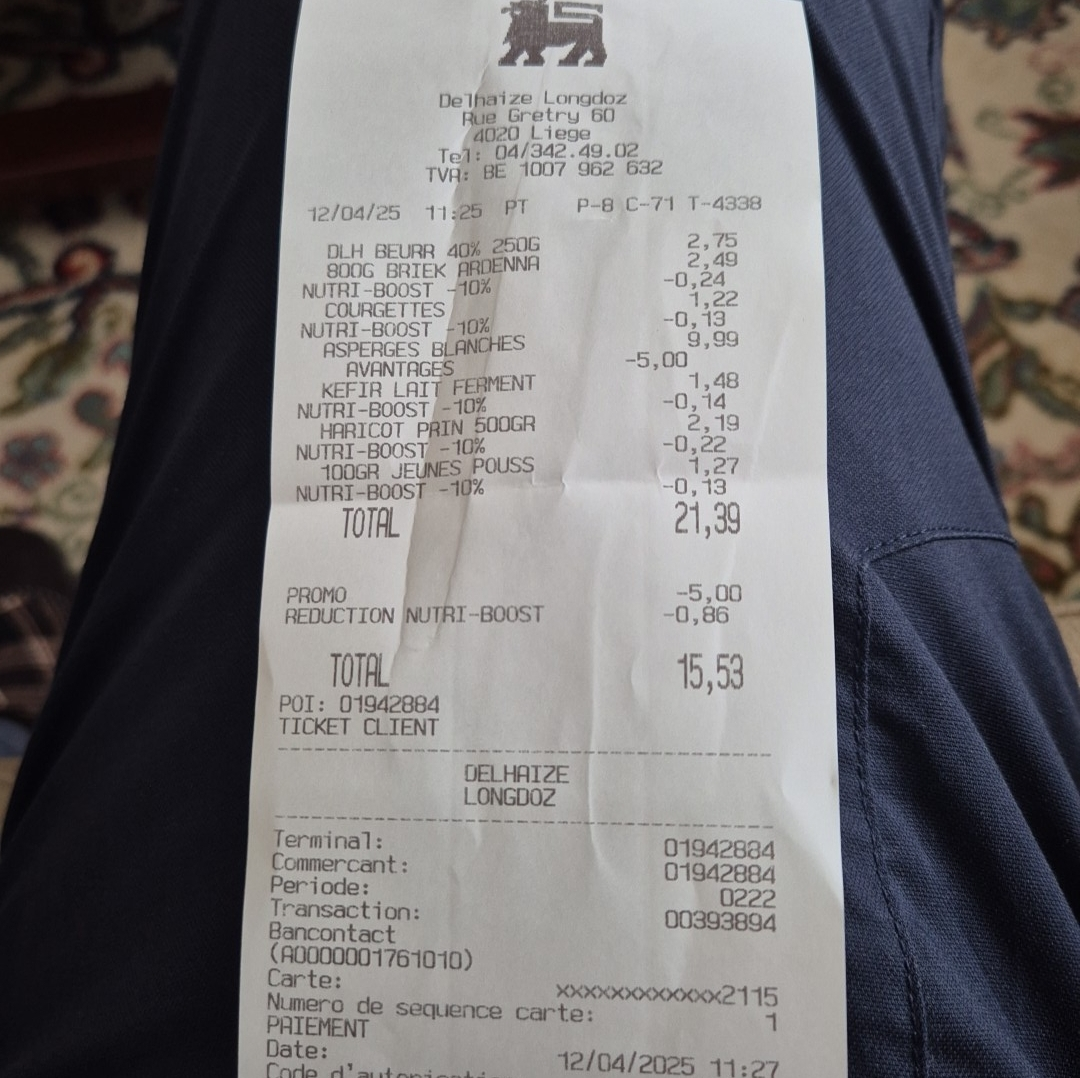 Delhaize Longdoz
Rue Gretry 60
4020 Liege
Tel: 04/342.49.02
TVA: BE 1007 962 632
12/04/25 11:25 PT P-8 C-71 T-4338
DLH BEURR 40% 250G 2,75
800G BRIEK ARDENNA 2,49
NUTRI-BOOST -10% -0,24
COURGETTES 1,22
NUTRI-BOOST -10% -0,13
ASPERGES BLANCHES 9,99
AVANTAGES -5,00
KEFIR LAIT FERMENT 1,48
NUTRI-BOOST -10% -0,14
HARICOT PRIN 500GR 2,19
NUTRI-BOOST -10% -0,22
100GR JEUNES POUSS 1,27
NUTRI-BOOST -10% -0,13
TOTAL 21,39
PROMO -5,00
REDUCTION NUTRI-BOOST -0,86
TOTAL 15,53
POI: 01942884
TICKET CLIENT
DELHAIZE
LONGDOZ
Terminal: 01942884
Commercant: 01942884
Periode: 0222
Transaction: 00393894
Bancontact
(A0000001761010)
Carte: xxxxxxxxxxxxx2115
Numero de sequence carte: 1
PAIEMENT
Date: 12/04/2025 11:27
Code